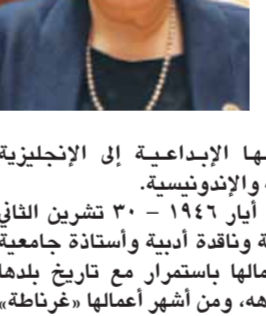 ها الإبداعية إلى الإنجليزية
والإندونيسية.
أيار ١٩٤٦ – ٣٠ تشرين الثاني
ة وناقدة أدبية وأستاذة جامعية
مالها باستمرار مع تاريخ بلدها
هه، ومن أشهر أعمالها «غرناطة»